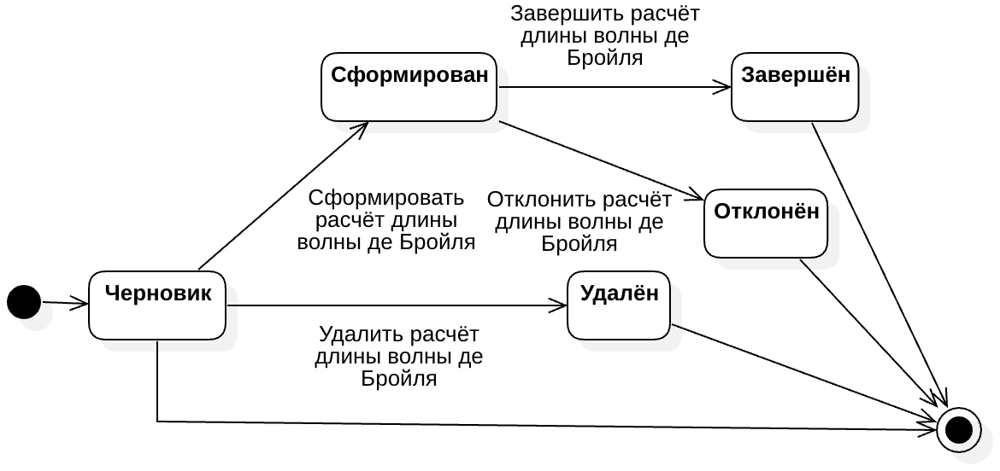 Завершить расчёт
длины волны де
Бройля
Сформирован
Завершён
Сформировать
расчёт длины
волны де Бройля
Отклонить расчёт
длины волны де
Бройля
Отклонён
Черновик
Удалён
Удалить расчёт
длины волны де
Бройля